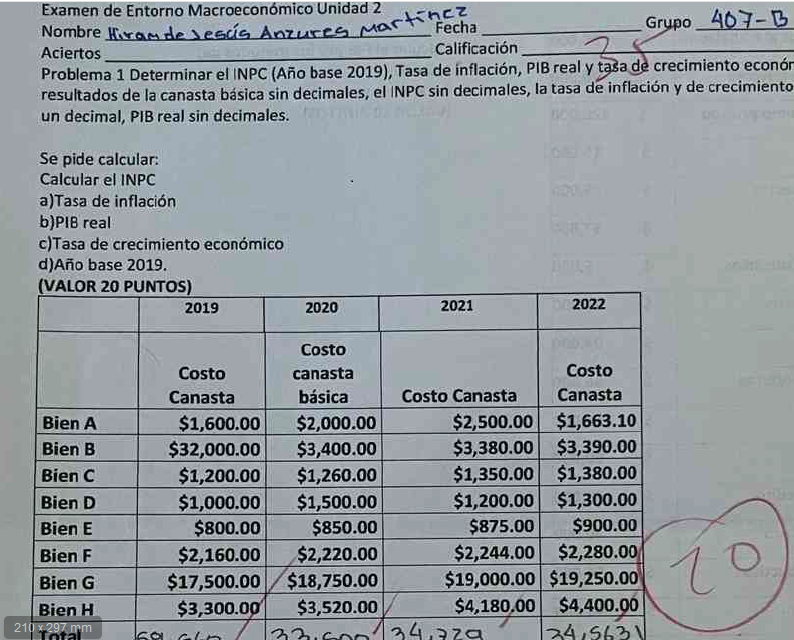 Examen de Entorno Macroeconómico Unidad 2
Nombre Hiram de Jesús Anzures Martínez Fecha Grupo 407-B
Aciertos Calificación 35
Problema 1 Determinar el INPC (Año base 2019), Tasa de inflación, PIB real y tasa de crecimiento económ
resultados de la canasta básica sin decimales, el INPC sin decimales, la tasa de inflación y de crecimiento
un decimal, PIB real sin decimales.
Se pide calcular:
Calcular el INPC
a)Tasa de inflación
b)PIB real
c)Tasa de crecimiento económico
d)Año base 2019.
(VALOR 20 PUNTOS)
2019 2020 2021 2022
Costo Canasta Costo canasta básica Costo Canasta Costo Canasta
Bien A $1,600.00 $2,000.00 $2,500.00 $1,663.10
Bien B $32,000.00 $3,400.00 $3,380.00 $3,390.00
Bien C $1,200.00 $1,260.00 $1,350.00 $1,380.00
Bien D $1,000.00 $1,500.00 $1,200.00 $1,300.00
Bien E $800.00 $850.00 $875.00 $900.00
Bien F $2,160.00 $2,220.00 $2,244.00 $2,280.00
Bien G $17,500.00 $18,750.00 $19,000.00 $19,250.00
Bien H $3,300.00 $3,520.00 $4,180.00 $4,400.00
10
210 x 297 mm
Total 33,500 34,729 34,5631